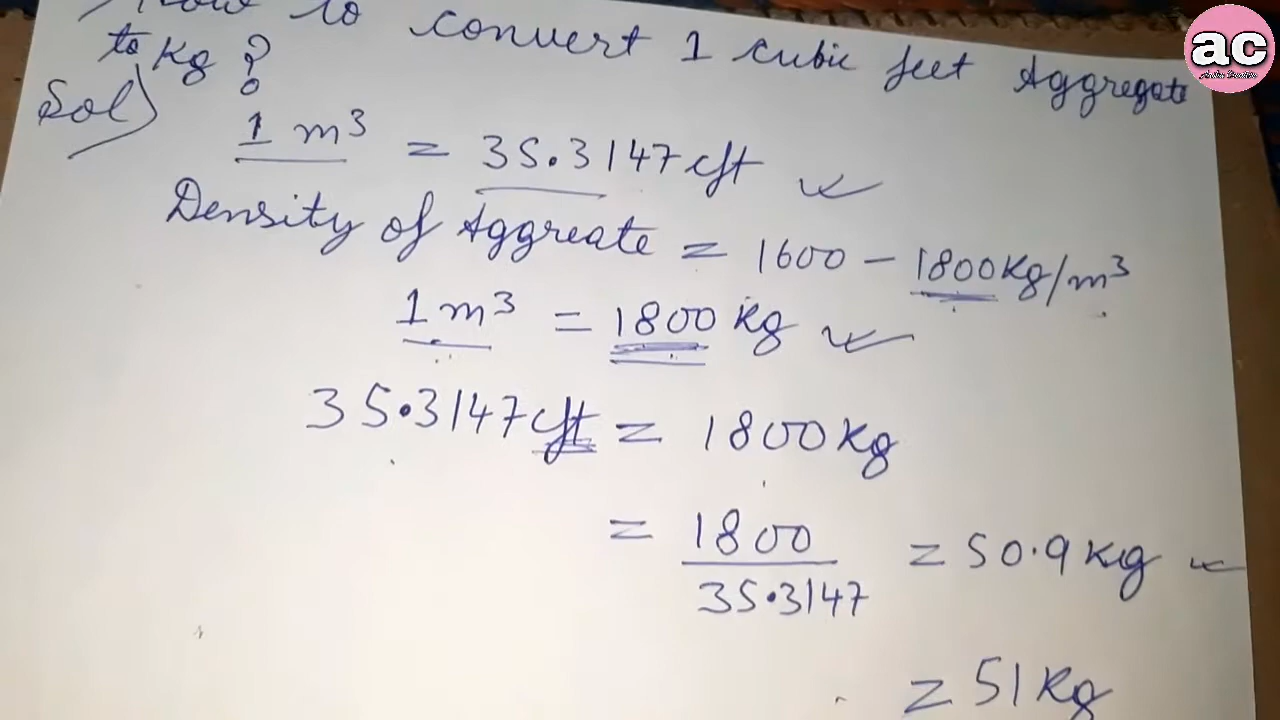 How to convert 1 cubic feet Aggregate
to Kg ?
Sol)
1 m³ = 35.3147 cft
Density of Aggreate = 1600 - 1800 Kg/m³
1 m³ = 1800 Kg
35.3147 cft = 1800 Kg
= 1800/35.3147 = 50.9 Kg
= 51 Kg
ac